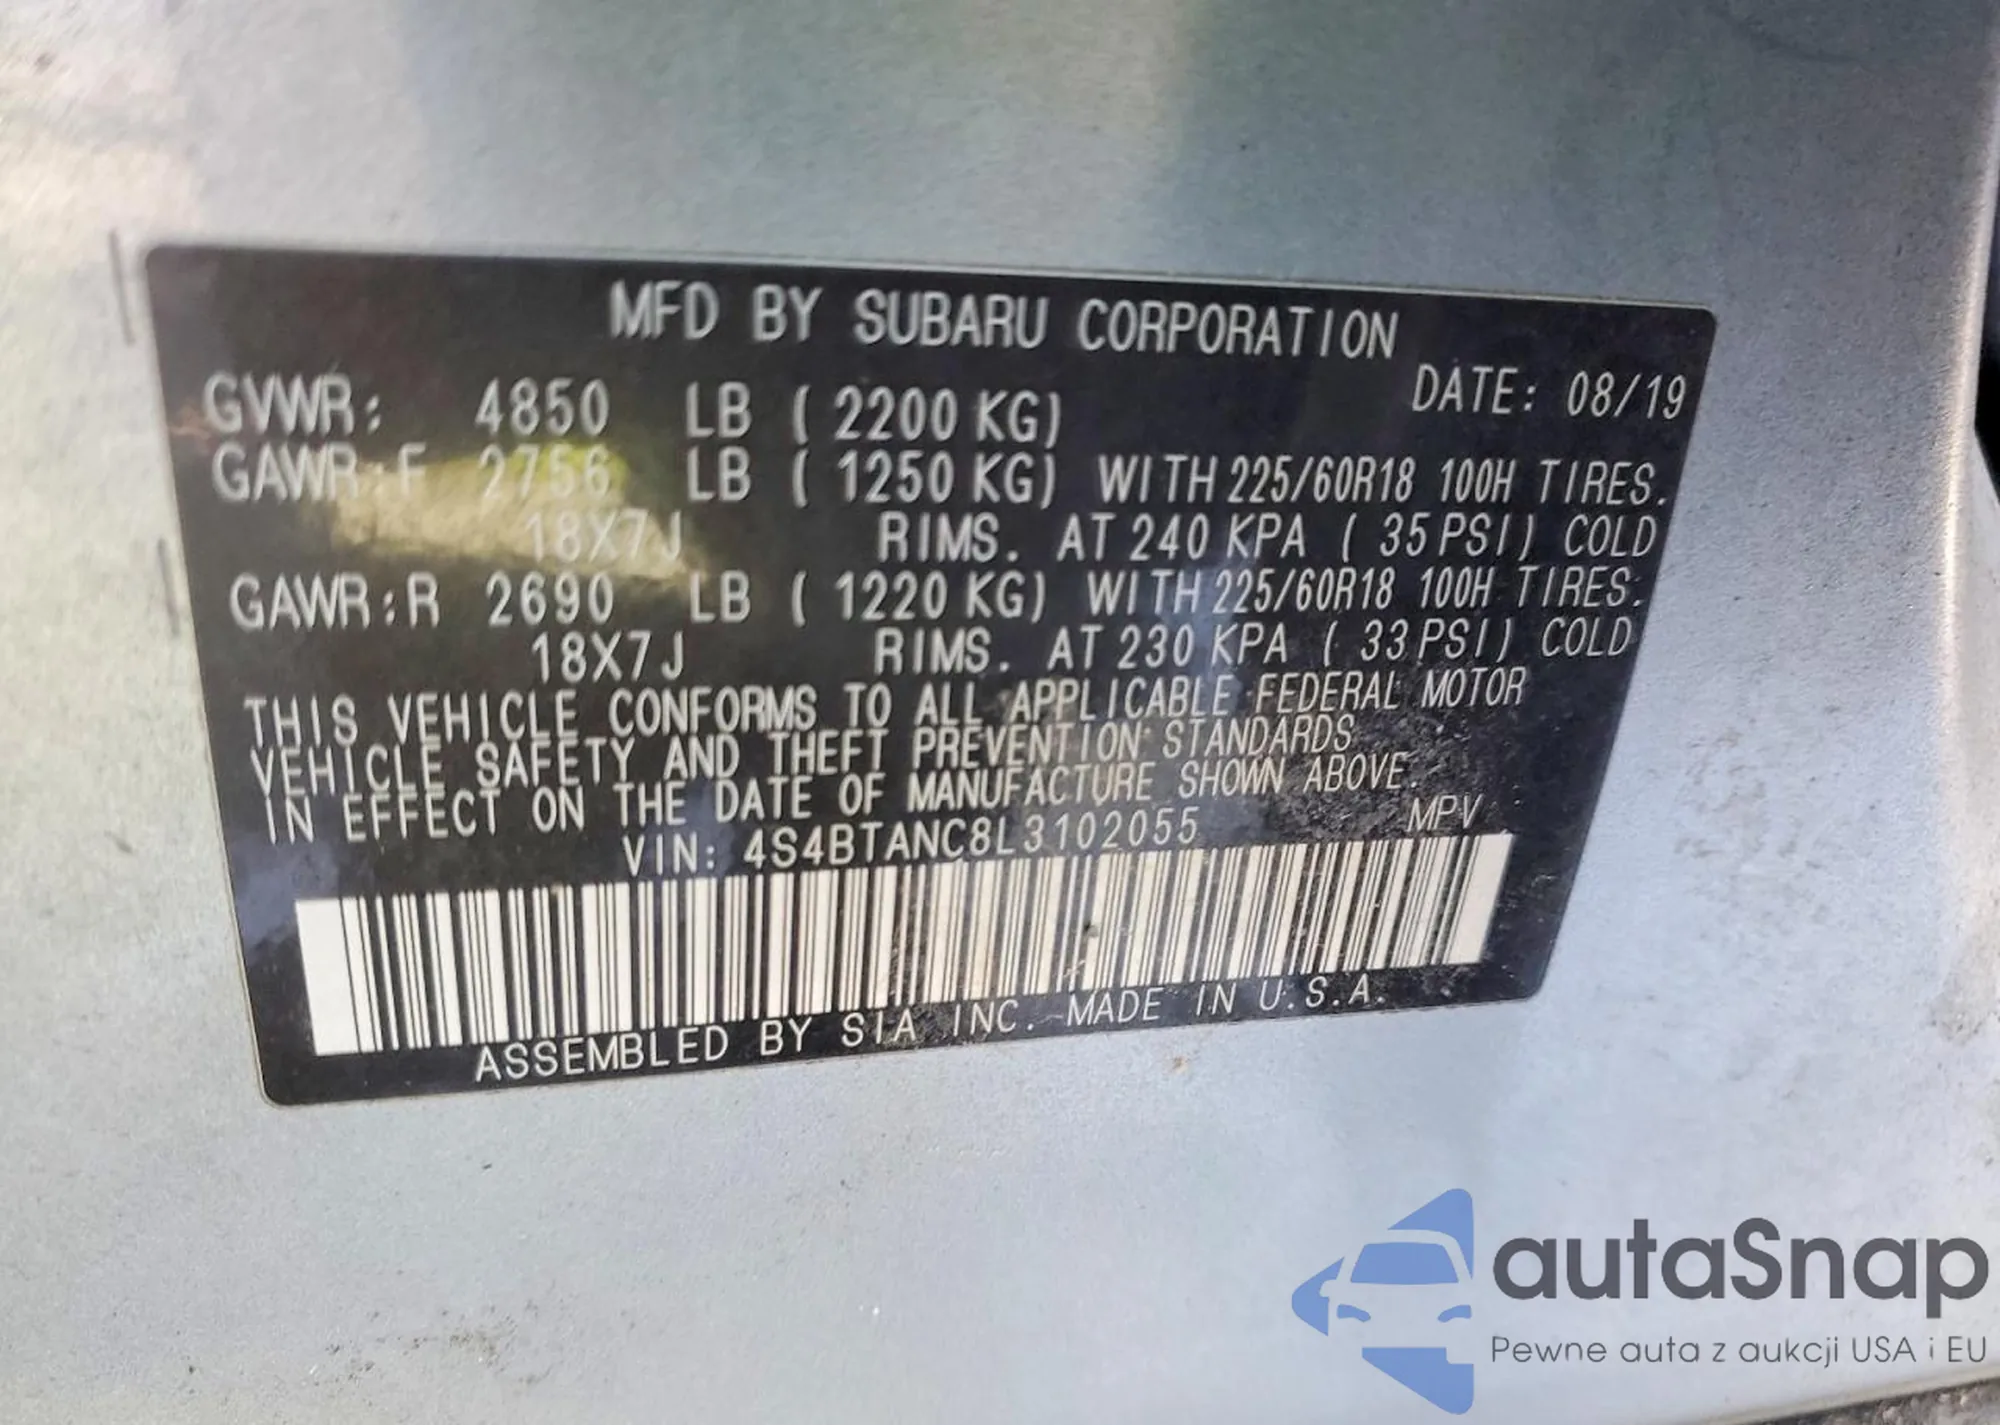 MFD BY SUBARU CORPORATION
DATE: 08/19
GVWR: 4850 LB ( 2200 KG)
GAWR:F 2756 LB ( 1250 KG) WITH 225/60R18 100H TIRES.
18X7J RIMS. AT 240 KPA ( 35 PSI) COLD
GAWR:R 2690 LB ( 1220 KG) WITH 225/60R18 100H TIRES.
18X7J RIMS. AT 230 KPA ( 33 PSI) COLD
THIS VEHICLE CONFORMS TO ALL APPLICABLE FEDERAL MOTOR
VEHICLE SAFETY AND THEFT PREVENTION STANDARDS
IN EFFECT ON THE DATE OF MANUFACTURE SHOWN ABOVE.
VIN: 4S4BTANC8L3102055 MPV
ASSEMBLED BY SIA INC. MADE IN U.S.A.
autaSnap
Pewne auta z aukcji USA i EU